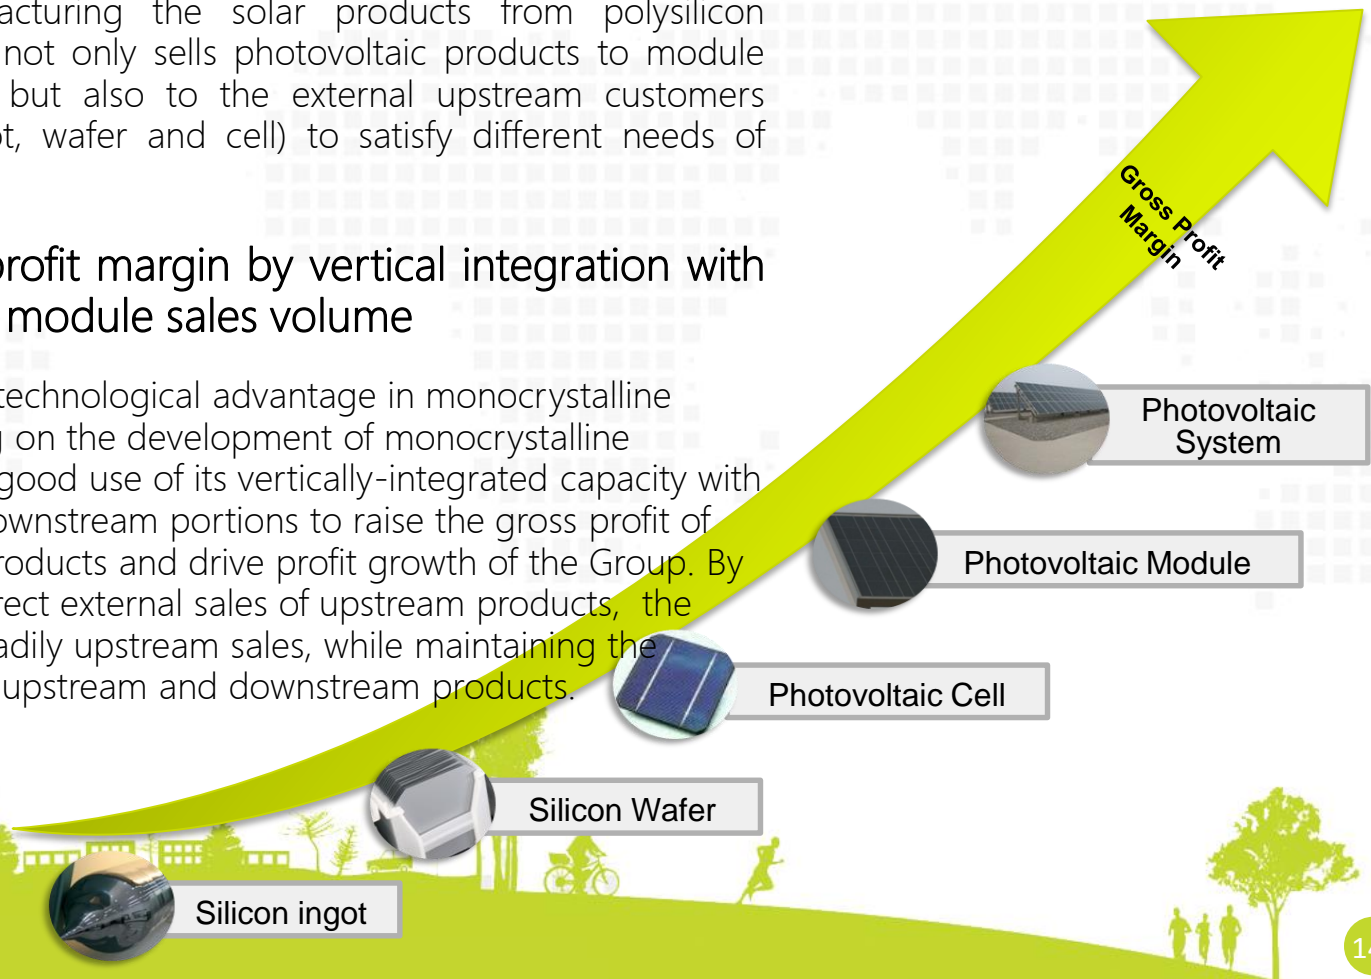 turing the solar products from polysilicon
not only sells photovoltaic products to module
but also to the external upstream customers
wafer and cell) to satisfy different needs of
profit margin by vertical integration with
module sales volume
technological advantage in monocrystalline
on the development of monocrystalline
good use of its vertically-integrated capacity with
ownstream portions to raise the gross profit of
roducts and drive profit growth of the Group. By
rect external sales of upstream products, the
adily upstream sales, while maintaining the
upstream and downstream products.
Gross Profit
Margin
Photovoltaic
System
Photovoltaic Module
Photovoltaic Cell
Silicon Wafer
Silicon ingot